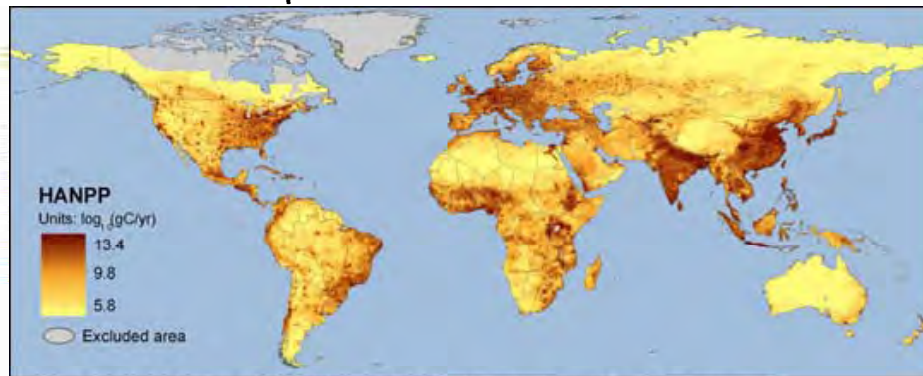 HANPP
Units: log₁₀(gC/yr)
13.4
9.8
5.8
Excluded area